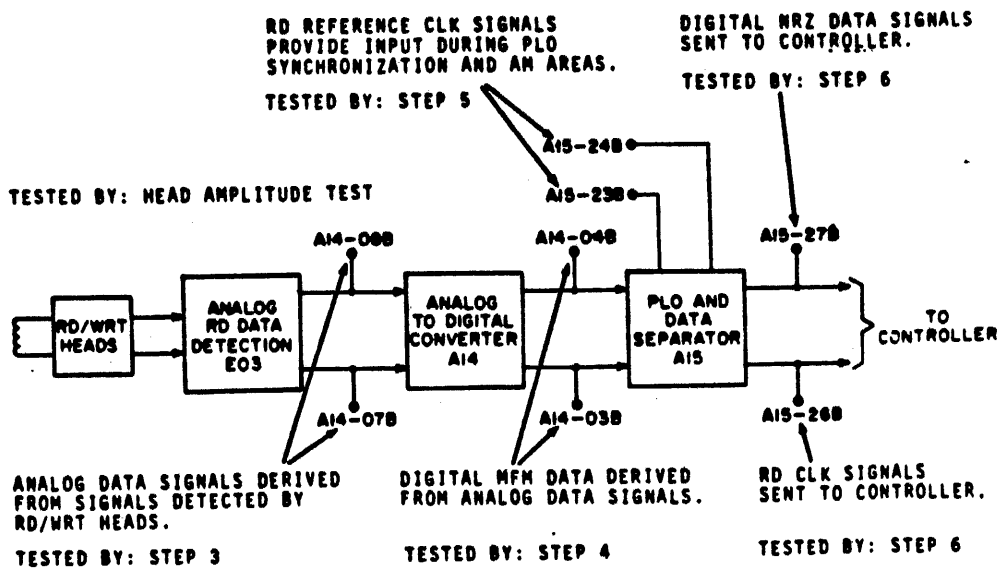 RD REFERENCE CLK SIGNALS
PROVIDE INPUT DURING PLO
SYNCHRONIZATION AND AM AREAS.
TESTED BY: STEP 5
DIGITAL NRZ DATA SIGNALS
SENT TO CONTROLLER.
TESTED BY: STEP 6
A15-24B
A15-23B
TESTED BY: HEAD AMPLITUDE TEST
A14-08B
A14-04B
A15-27B
RD/WRT
HEADS
ANALOG
RD DATA
DETECTION
E03
ANALOG
TO DIGITAL
CONVERTER
A14
PLO AND
DATA
SEPARATOR
A15
TO
CONTROLLER
A14-07B
A14-03B
A15-26B
ANALOG DATA SIGNALS DERIVED
FROM SIGNALS DETECTED BY
RD/WRT HEADS.
TESTED BY: STEP 3
DIGITAL MFM DATA DERIVED
FROM ANALOG DATA SIGNALS.
TESTED BY: STEP 4
RD CLK SIGNALS
SENT TO CONTROLLER.
TESTED BY: STEP 6